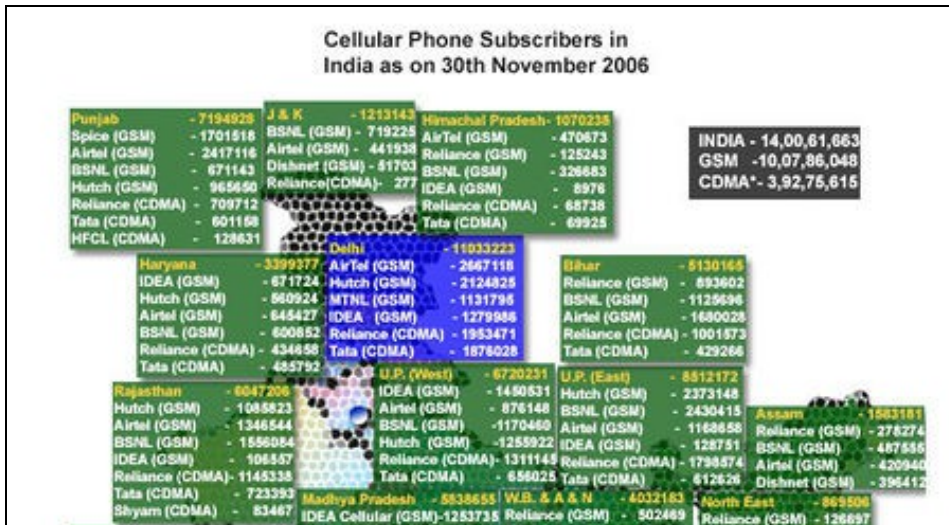 Cellular Phone Subscribers in
India as on 30th November 2006
Punjab - 7194928
Spice (GSM) - 1701518
Airtel (GSM) - 2417116
BSNL (GSM) - 671143
Hutch (GSM) - 965650
Reliance (CDMA) - 709712
Tata (CDMA) - 601158
HFCL (CDMA) - 128631
J & K - 1213143
BSNL (GSM) - 719225
Airtel (GSM) - 441938
Dishnet (GSM) - 51703
Reliance(CDMA)- 277
Himachal Pradesh- 1070238
AirTel (GSM) - 470673
Reliance (GSM) - 125243
BSNL (GSM) - 326683
IDEA (GSM) - 8976
Reliance (CDMA) - 68738
Tata (CDMA) - 69925
INDIA - 14,00,61,663
GSM -10,07,86,048
CDMA*- 3,92,75,615
Haryana - 3399377
IDEA (GSM) - 671724
Hutch (GSM) - 560924
Airtel (GSM) - 645427
BSNL (GSM) - 600852
Reliance (CDMA) - 434658
Tata (CDMA) - 485792
Delhi - 11033223
AirTel (GSM) - 2667118
Hutch (GSM) - 2124825
MTNL (GSM) - 1131795
IDEA (GSM) - 1279986
Reliance (CDMA) - 1953471
Tata (CDMA) - 1876028
Bihar - 5130165
Reliance (GSM) - 893602
BSNL (GSM) - 1125696
Airtel (GSM) - 1680028
Reliance (CDMA) - 1001573
Tata (CDMA) - 429266
Rajasthan - 6047206
Hutch (GSM) - 1085823
Airtel (GSM) - 1346544
BSNL (GSM) - 1556084
IDEA (GSM) - 106557
Reliance (CDMA) - 1145338
Tata (CDMA) - 723393
Shyam (CDMA) - 83467
U.P. (West) - 6720231
IDEA (GSM) - 1450531
Airtel (GSM) - 876148
BSNL (GSM) -1170460
Hutch (GSM) -1255922
Reliance (CDMA)- 1311145
Tata (CDMA) - 656025
U.P. (East) - 8512172
Hutch (GSM) - 2373148
BSNL (GSM) - 2430415
Airtel (GSM) - 1168658
IDEA (GSM) - 128751
Reliance (CDMA) - 1798574
Tata (CDMA) - 612626
Assam - 1583181
Reliance (GSM) - 278274
BSNL (GSM) - 487555
Airtel (GSM) - 420940
Dishnet (GSM) - 396412
Madhya Pradesh - 5838655
IDEA Cellular (GSM)-1253735
W.B. & A & N - 4032183
Reliance (GSM) - 502469
North East - 869506
Reliance (GSM) - 126697